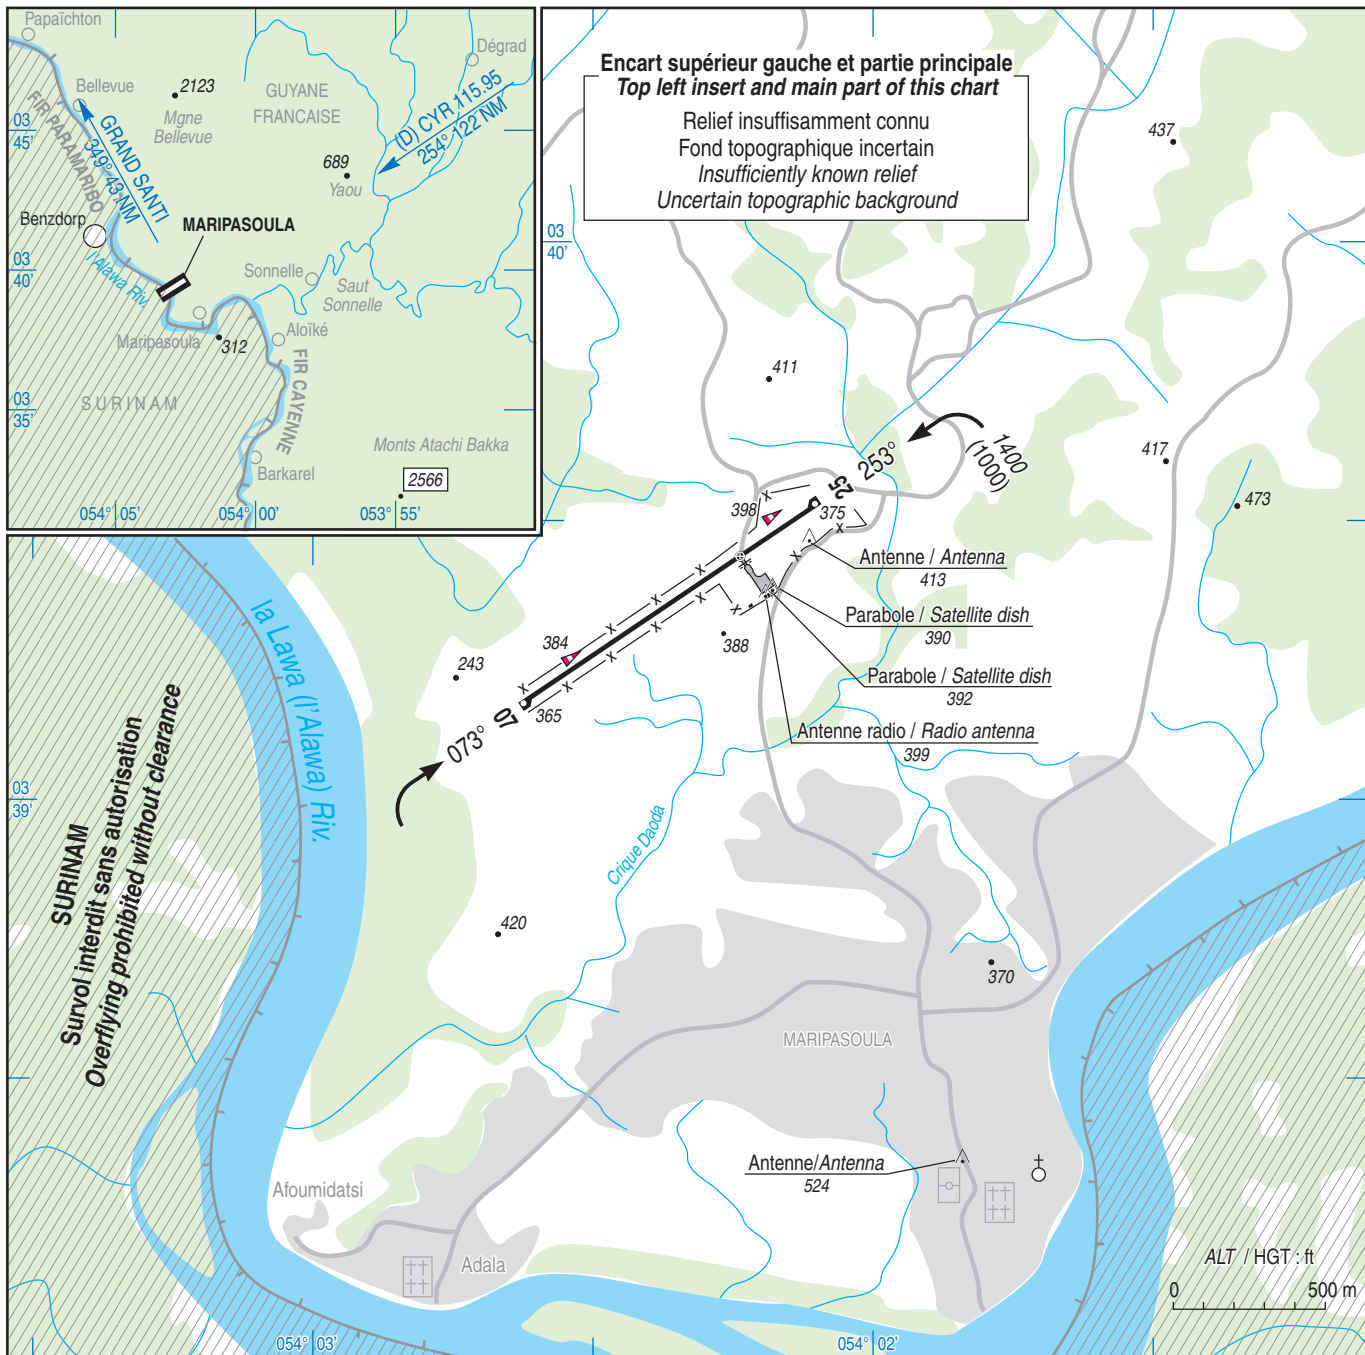 Papaïchton
Dégrad
Bellevue
2123
Mgne
Bellevue
GUYANE
FRANCAISE
(D) CYR 115.95
254° 122 NM
03
45'
FIR PARAMARIBO
GRAND SANTI
349° 43 NM
689
Yaou
Benzdorp
MARIPASOULA
l'Alawa Riv.
03
40'
Sonnelle
Saut
Sonnelle
Maripasoula
312
Aloïké
FIR CAYENNE
SURINAM
03
35'
Monts Atachi Bakka
Barkarel
2566
054° 05'
054° 00'
053° 55'
Encart supérieur gauche et partie principale
Top left insert and main part of this chart
Relief insuffisamment connu
Fond topographique incertain
Insufficiently known relief
Uncertain topographic background
437
03
40'
411
1400
(1000)
417
473
253°
25
398
375
Antenne / Antenna
413
Parabole / Satellite dish
390
388
384
243
Parabole / Satellite dish
392
365
07
073°
Antenne radio / Radio antenna
399
03
39'
la Lawa (l'Alawa) Riv.
SURINAM
Survol interdit sans autorisation
Overflying prohibited without clearance
Crique Daoda
420
370
MARIPASOULA
Antenne/Antenna
524
Afoumidatsi
Adala
ALT / HGT : ft
0
500 m
054° 03'
054° 02'